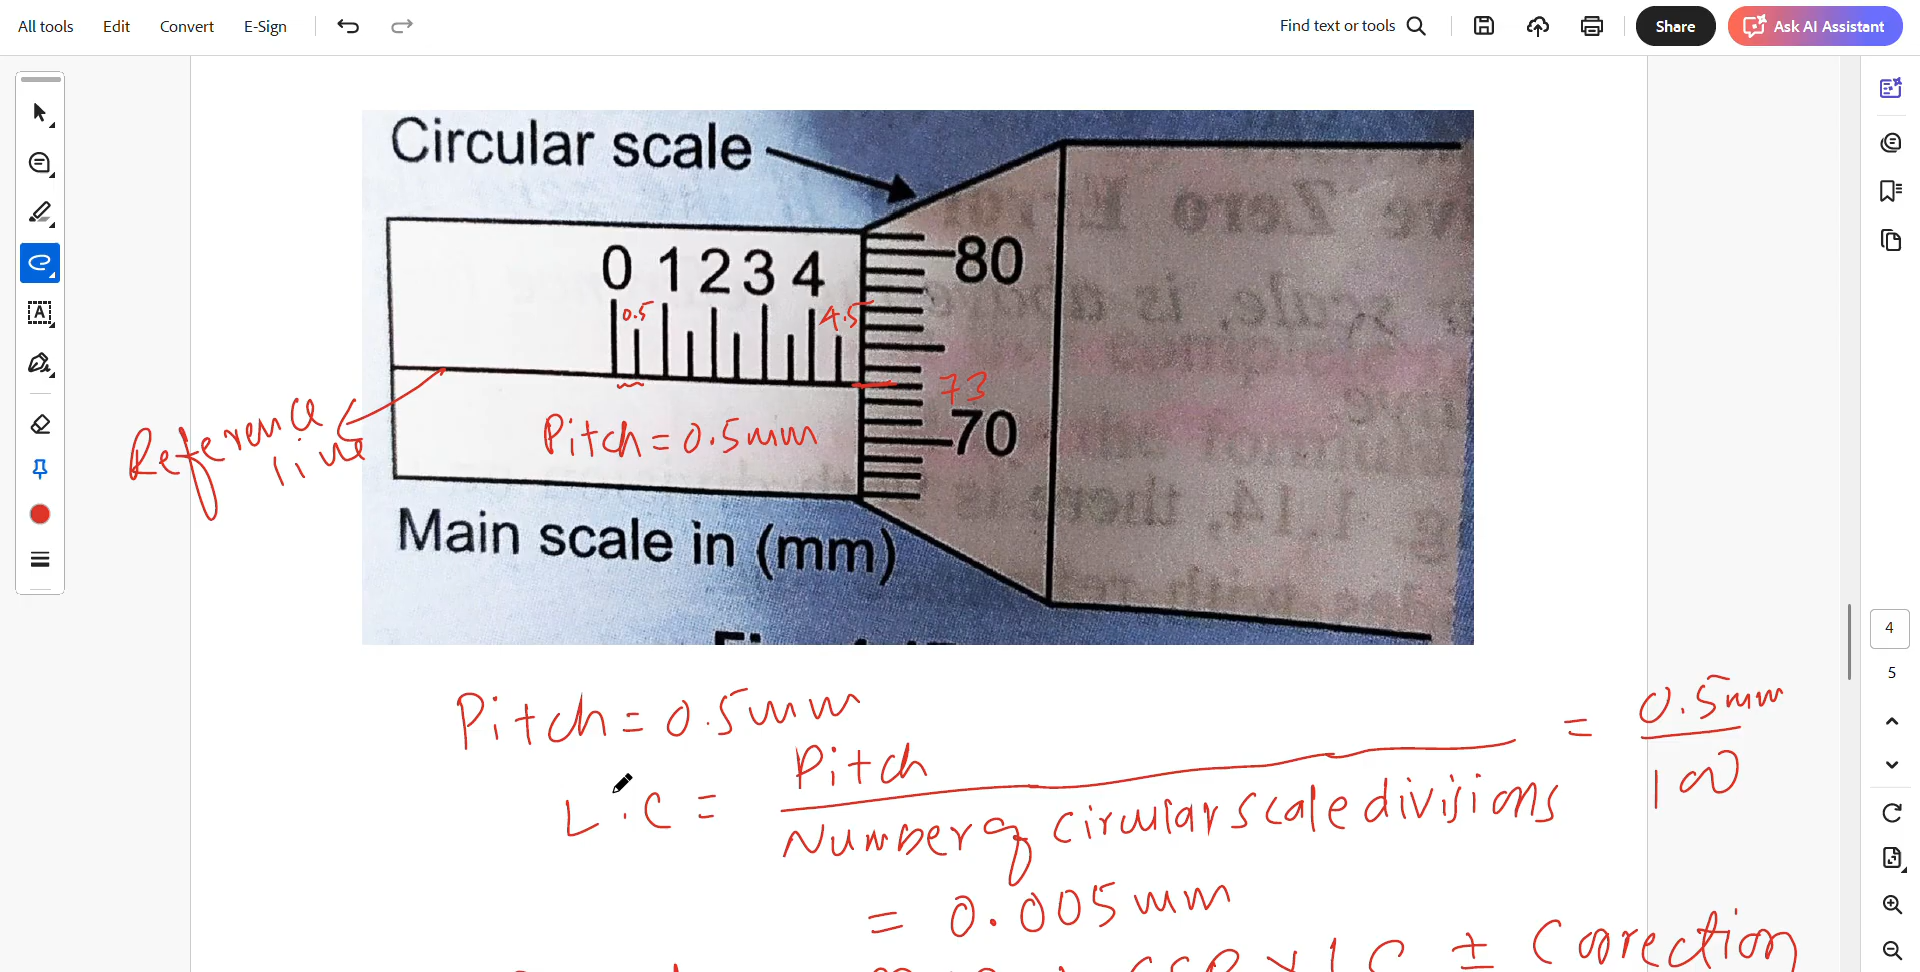 All tools Edit Convert E-Sign Find text or tools Share Ask AI Assistant
Circular scale
80
0 1 2 3 4
0.5 4.5
73
70
Pitch = 0.5mm
Reference
line
Main scale in (mm)
4
5
Pitch = 0.5mm
L.C = Pitch / Number of circular scale divisions = 0.5mm / 100
= 0.005mm
± Correction